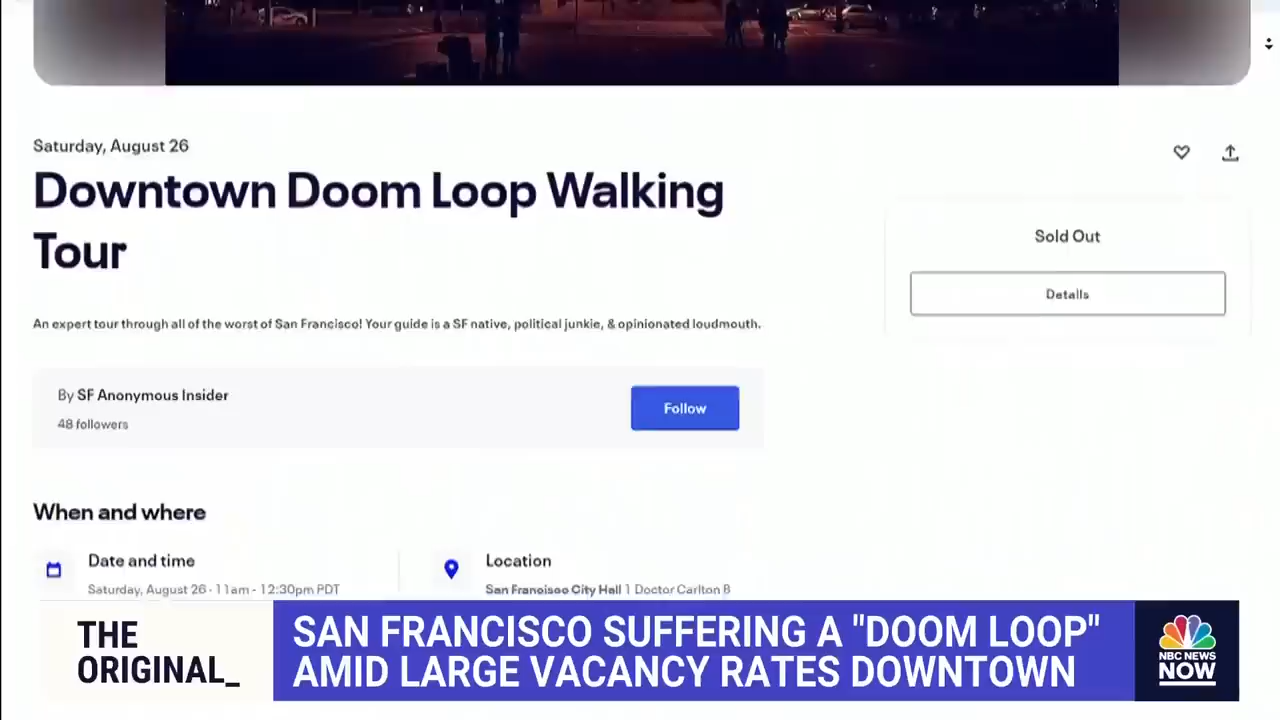 Saturday, August 26
Downtown Doom Loop Walking
Tour
Sold Out
Details
An expert tour through all of the worst of San Francisco! Your guide is a SF native, political junkie, & opinionated loudmouth.
By SF Anonymous Insider
48 followers
Follow
When and where
Date and time
Saturday, August 26 · 11am - 12:30pm PDT
Location
San Francisco City Hall 1 Doctor Carlton B
THE
ORIGINAL_
SAN FRANCISCO SUFFERING A "DOOM LOOP"
AMID LARGE VACANCY RATES DOWNTOWN
NBC NEWS
NOW